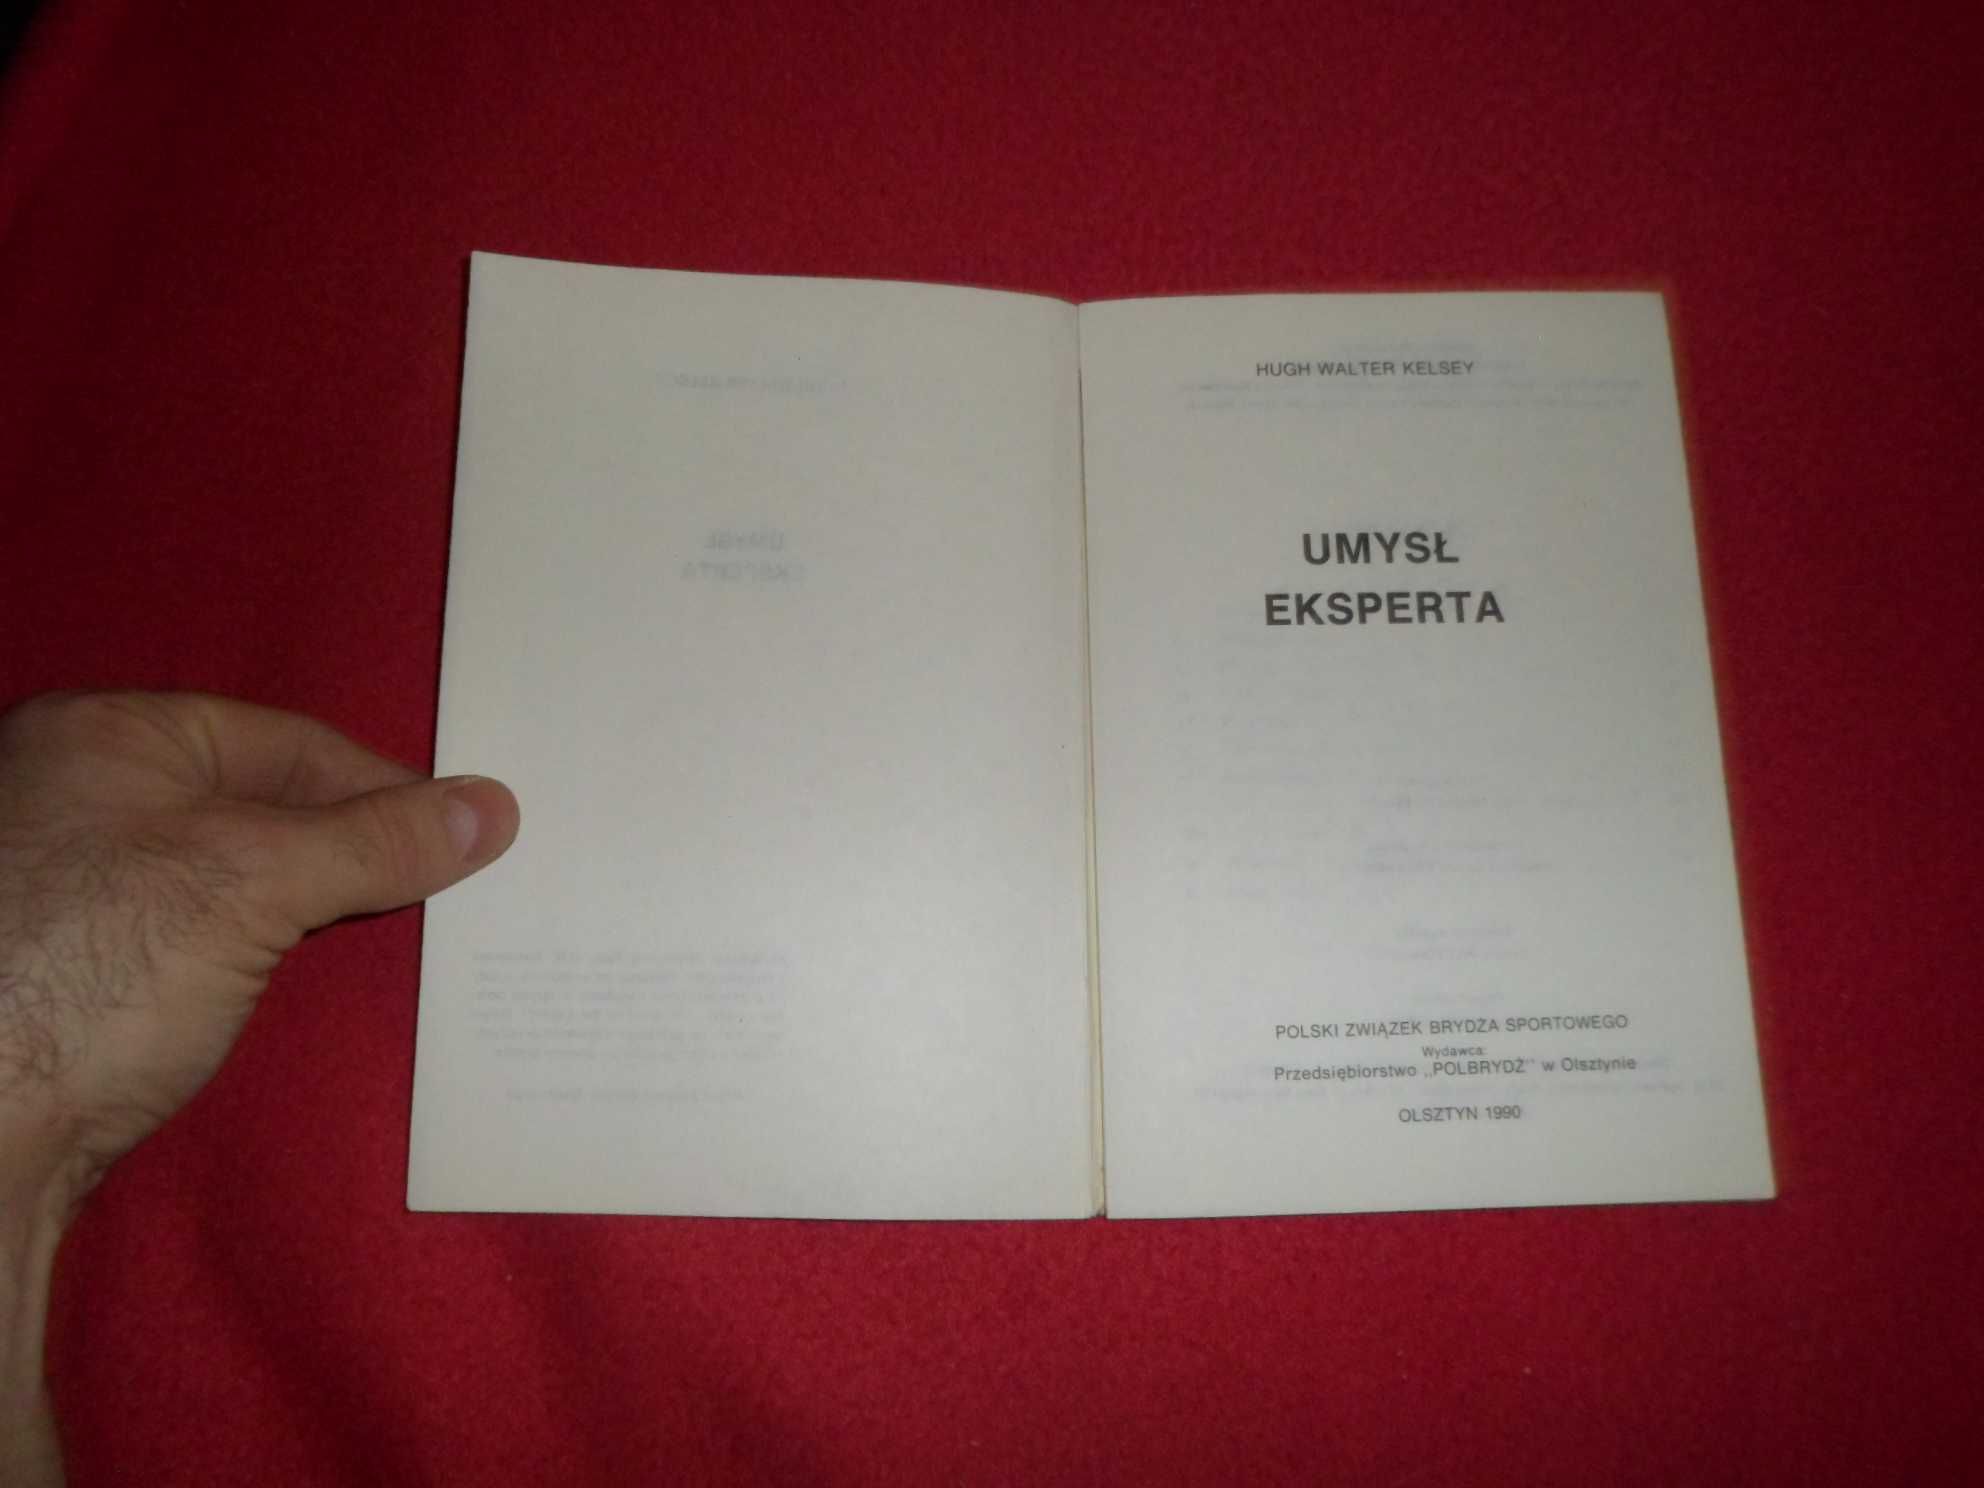 HUGH WALTER KELSEY
UMYSŁ
EKSPERTA
POLSKI ZWIĄZEK BRYDŻA SPORTOWEGO
Wydawca:
Przedsiębiorstwo „POLBRYDŻ" w Olsztynie
OLSZTYN 1990